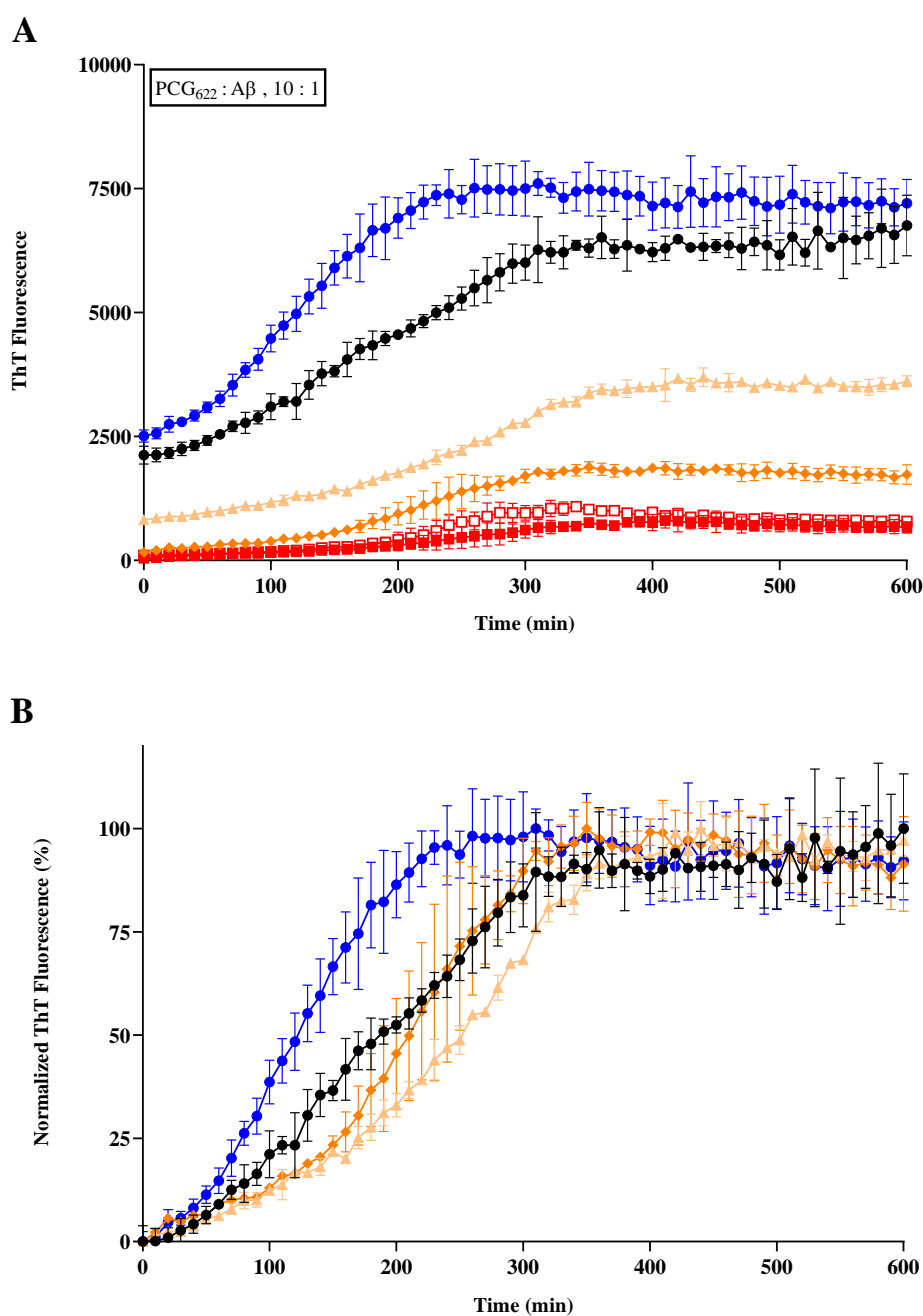 A
PCG₆₂₂ : Aβ , 10 : 1
ThT Fluorescence
10000
7500
5000
2500
0
0 100 200 300 400 500 600
Time (min)
B
Normalized ThT Fluorescence (%)
100
75
50
25
0
0 100 200 300 400 500 600
Time (min)